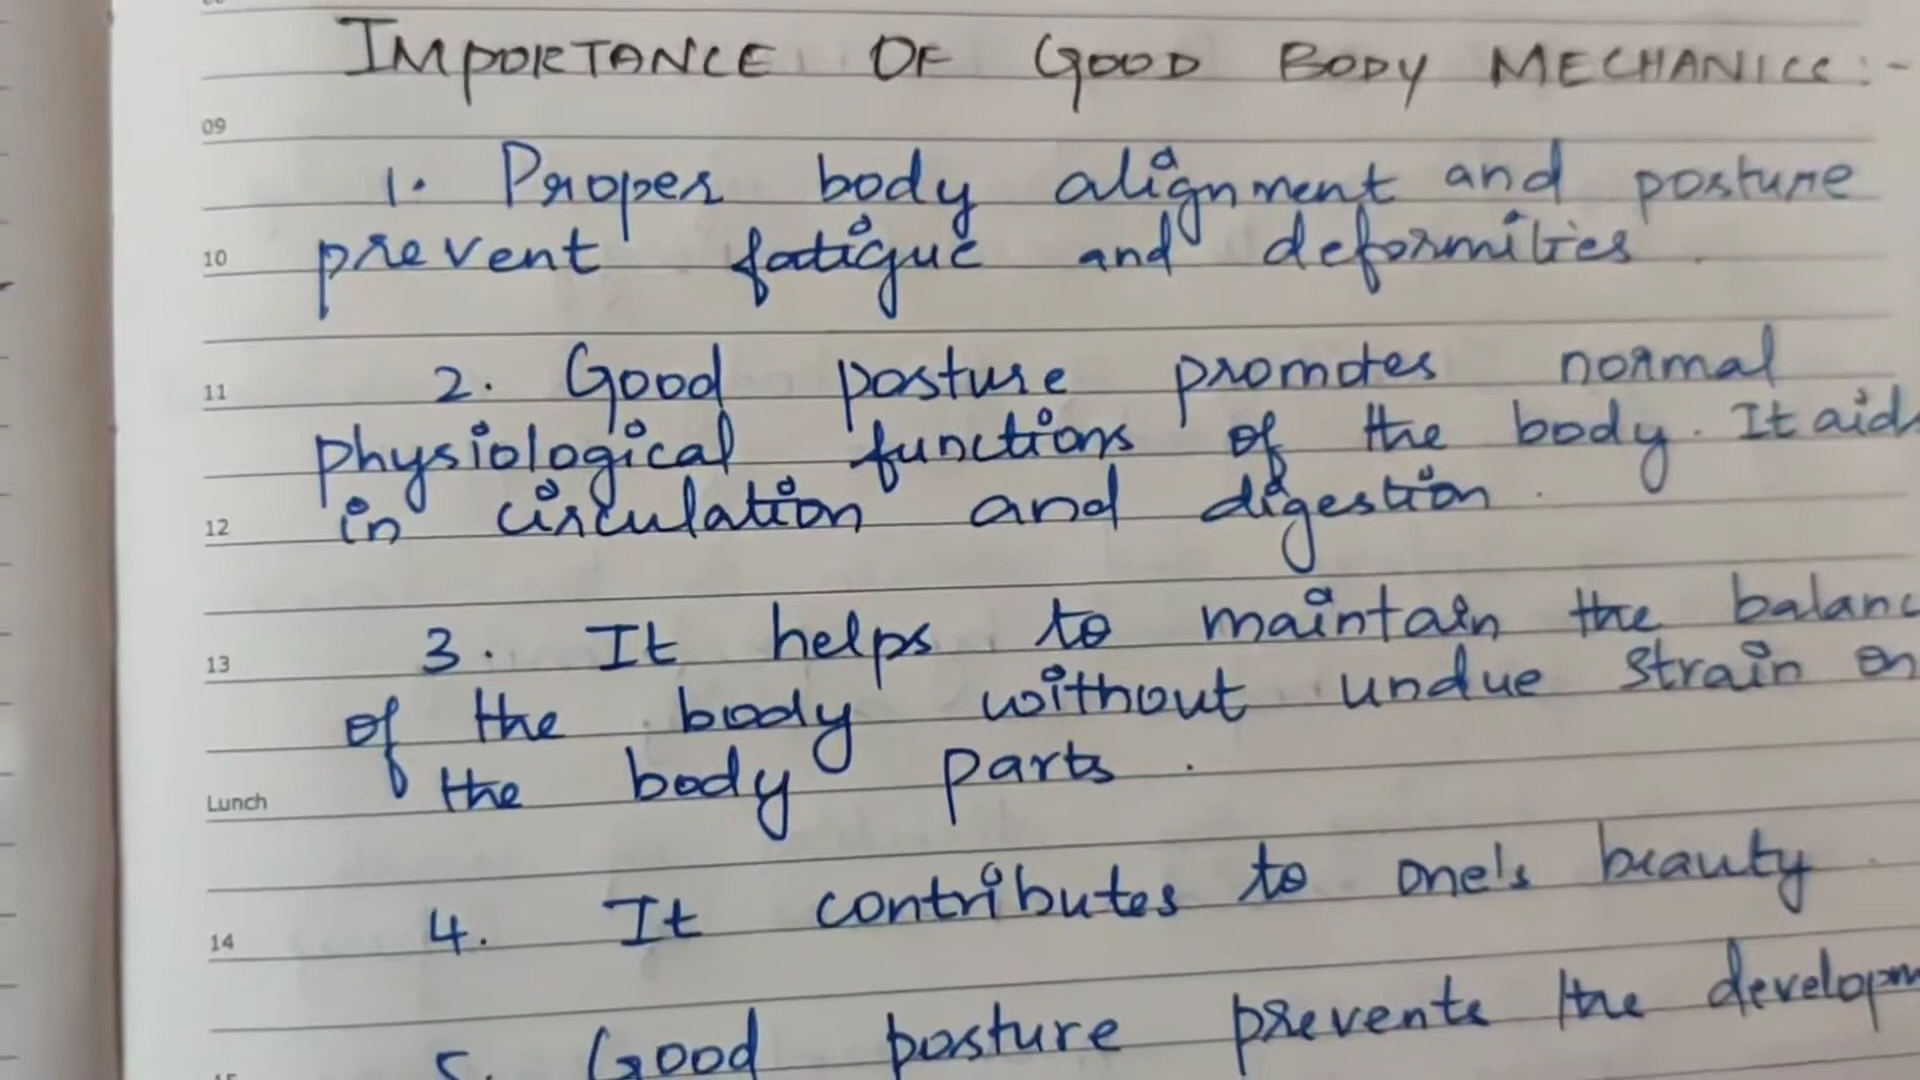 IMPORTANCE OF GOOD BODY MECHANICS:-
09
1. Proper body alignment and posture
10 prevent fatigue and deformities.
11 2. Good posture promotes normal
physiological functions of the body. It aids
12 in circulation and digestion.
13 3. It helps to maintain the balanc
of the body without undue strain on
Lunch the body parts.
14 4. It contributes to one's beauty.
15 5. Good posture prevents the developm